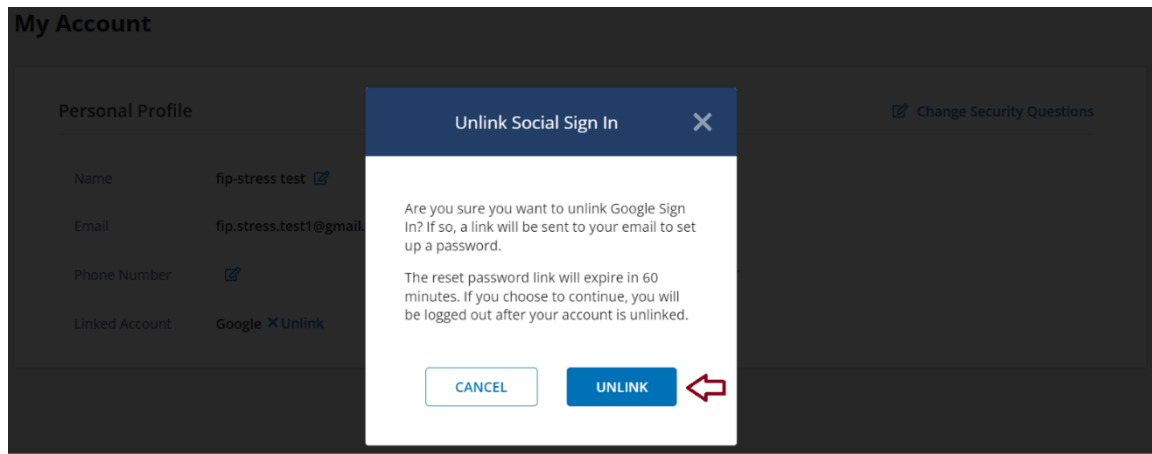 My Account
Personal Profile
Change Security Questions
Name
fip-stress test
Email
fip.stress.test1@gmail.
Phone Number
Linked Account
Google ✕ Unlink
Unlink Social Sign In
Are you sure you want to unlink Google Sign
In? If so, a link will be sent to your email to set
up a password.
The reset password link will expire in 60
minutes. If you choose to continue, you will
be logged out after your account is unlinked.
CANCEL
UNLINK